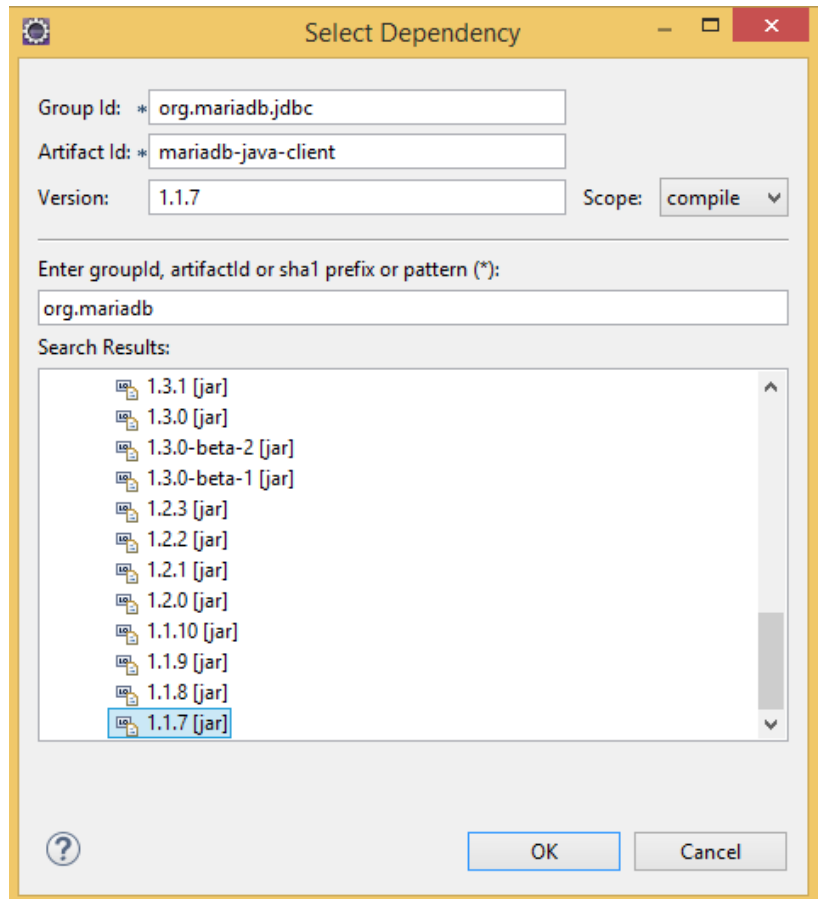 Select Dependency
Group Id: * org.mariadb.jdbc
Artifact Id: * mariadb-java-client
Version: 1.1.7 Scope: compile
Enter groupId, artifactId or sha1 prefix or pattern (*):
org.mariadb
Search Results:
1.3.1 [jar]
1.3.0 [jar]
1.3.0-beta-2 [jar]
1.3.0-beta-1 [jar]
1.2.3 [jar]
1.2.2 [jar]
1.2.1 [jar]
1.2.0 [jar]
1.1.10 [jar]
1.1.9 [jar]
1.1.8 [jar]
1.1.7 [jar]
? OK Cancel